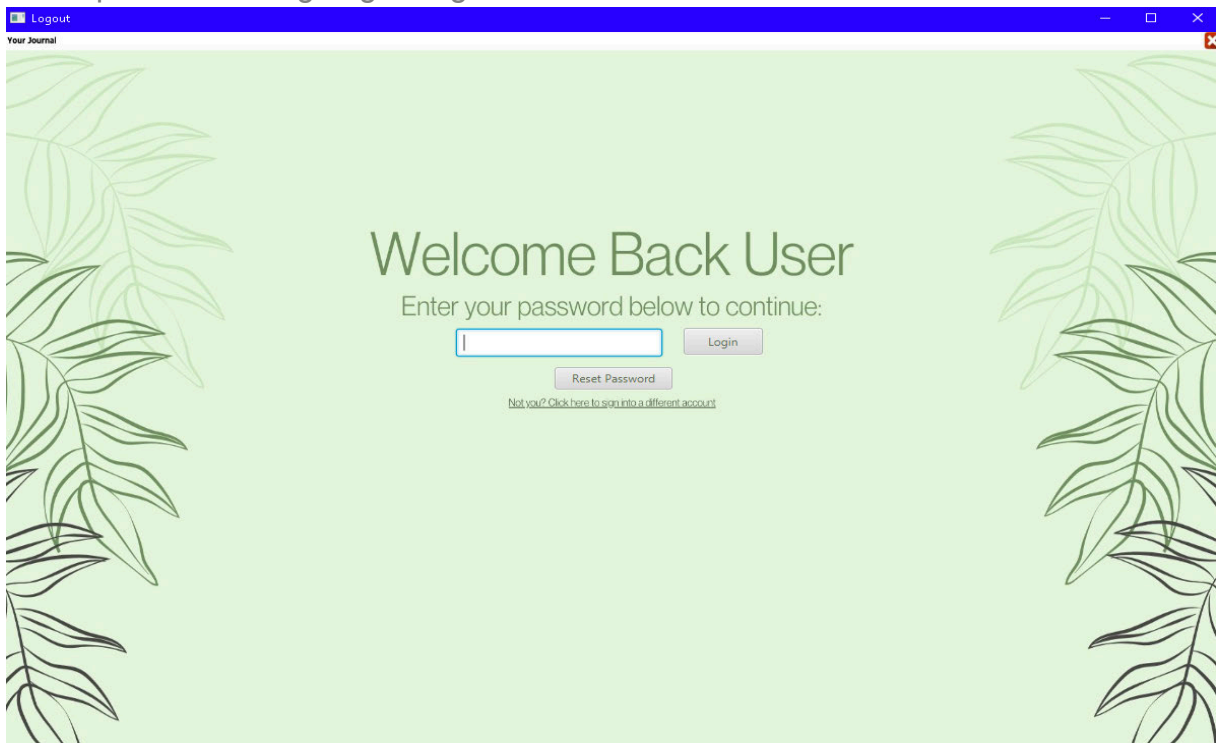 Logout
Your Journal
Welcome Back User
Enter your password below to continue:
Login
Reset Password
Not you? Click here to sign into a different account